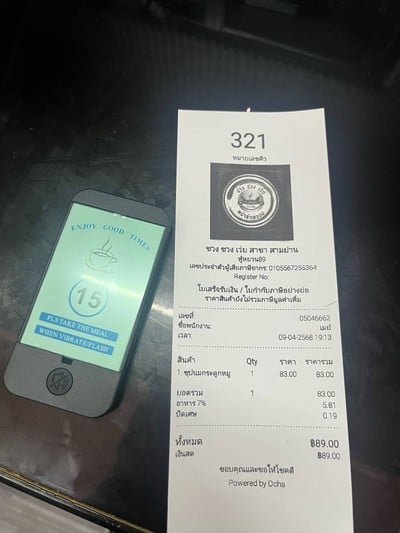 ENJOY GOOD TIMES
15
PLS TAKE THE MEAL
WHEN VIBRATE/FLASH
321
หมายเลขคิว
ชวง ชวง เว่ย สาขา สามย่าน
ฟู่หยวน89
เลขประจำตัวผู้เสียภาษีอากร: 0105567255364
Register No:
ใบเสร็จรับเงิน / ใบกำกับภาษีอย่างย่อ
ราคาสินค้ายังไม่รวมภาษีมูลค่าเพิ่ม
เลขที่: 05046662
ชื่อพนักงาน: เมย์
เวลา: 09-04-2568 19:13
สินค้า Qty ราคา ราคารวม
1. ซุปเนกระดูกหมู 1 83.00 83.00
ยอดรวม 1 83.00
อาหาร 7% 5.81
ปัดเศษ 0.19
ทั้งหมด ฿89.00
เงินสด ฿89.00
ขอบคุณและขอให้โชคดี
Powered by Ocha